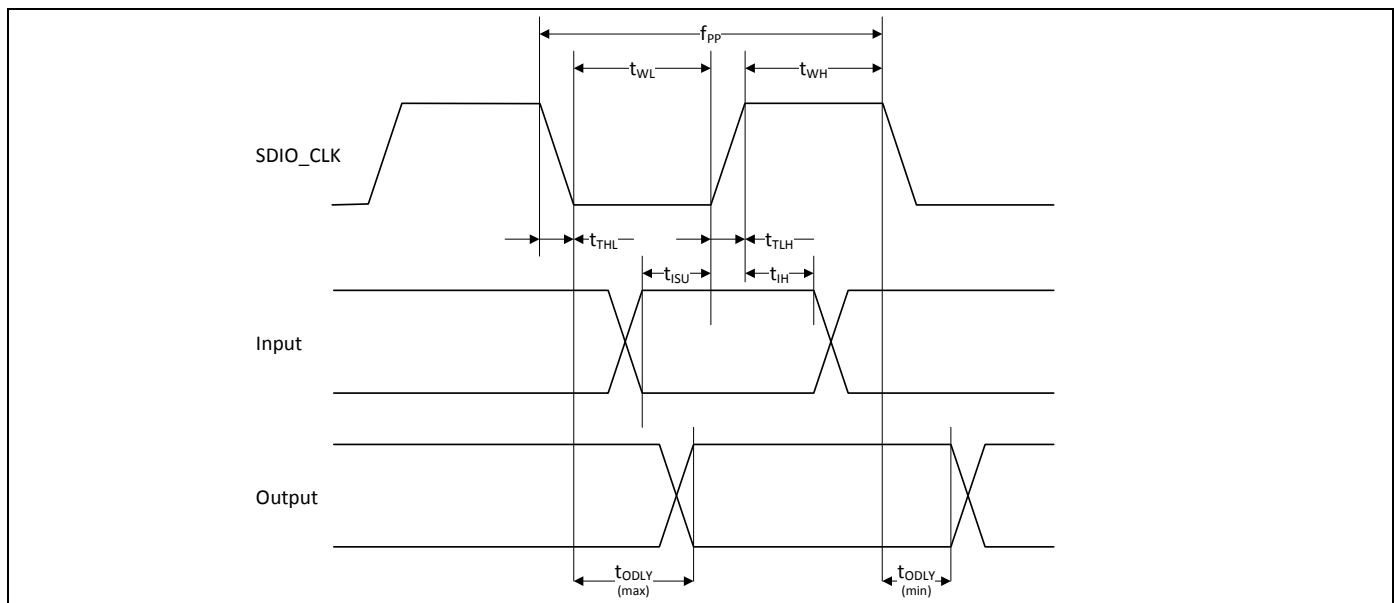 fPP
tWL
tWH
SDIO_CLK
tTHL
tTLH
tISU
tIH
Input
Output
tODLY
(max)
tODLY
(min)